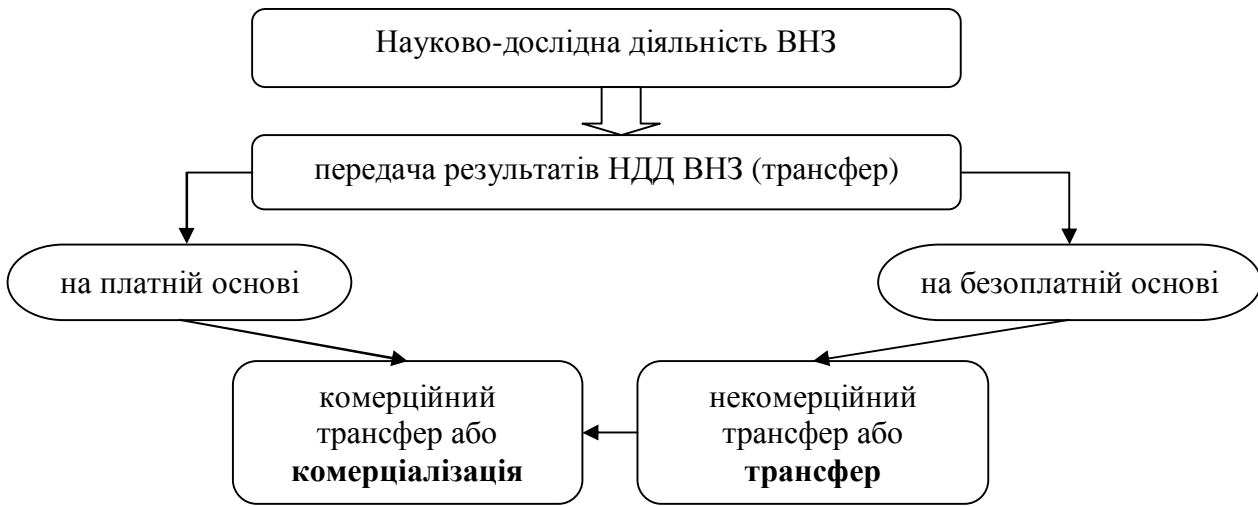 Науково-дослідна діяльність ВНЗ
передача результатів НДД ВНЗ (трансфер)
на платній основі
на безоплатній основі
комерційний
трансфер або
комерціалізація
некомерційний
трансфер або
трансфер